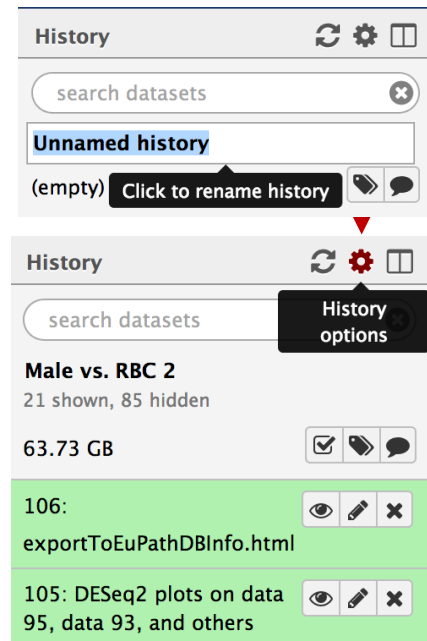 History
search datasets
Unnamed history
(empty)
Click to rename history
History
History
options
search datasets
Male vs. RBC 2
21 shown, 85 hidden
63.73 GB
106:
exportToEuPathDBInfo.html
105: DESeq2 plots on data
95, data 93, and others